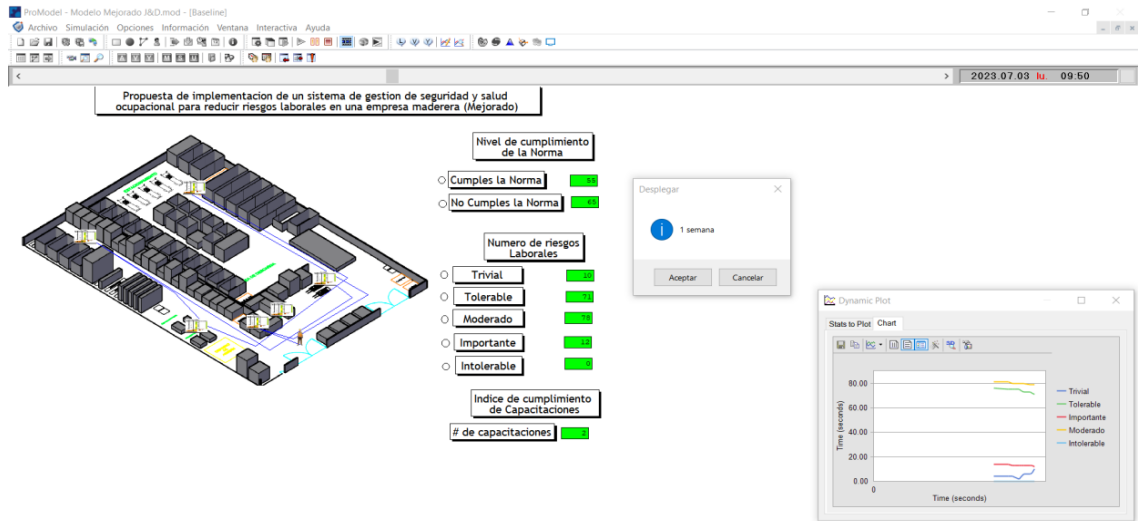 ProModel - Modelo Mejorado J&D.mod - [Baseline]
Archivo Simulación Opciones Información Ventana Interactiva Ayuda
2023.07.03 lu. 09:50
Propuesta de implementacion de un sistema de gestion de seguridad y salud
ocupacional para reducir riesgos laborales en una empresa maderera (Mejorado)
Nivel de cumplimiento
de la Norma
Cumples la Norma 55
No Cumples la Norma 65
Numero de riesgos
Laborales
Trivial 10
Tolerable 71
Moderado
Importante 12
Intolerable 0
Indice de cumplimiento
de Capacitaciones
# de capacitaciones 2
Desplegar
1 semana
Aceptar Cancelar
Dynamic Plot
Stats to Plot Chart
80.00
60.00
40.00
20.00
0.00
0
Time (seconds)
Time (seconds)
Trivial
Tolerable
Importante
Moderado
Intolerable